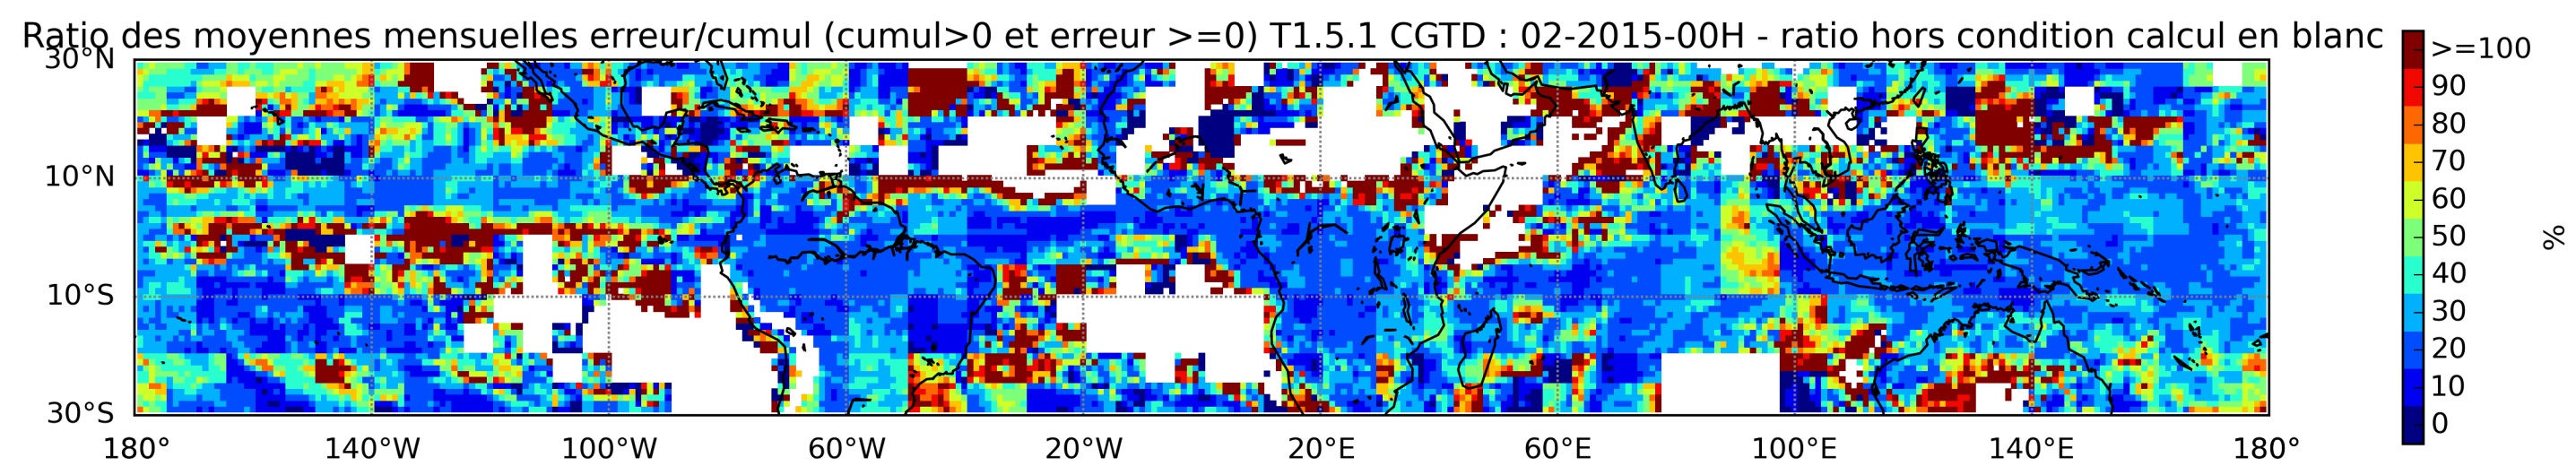 Ratio des moyennes mensuelles erreur/cumul (cumul>0 et erreur >=0) T1.5.1 CGTD : 02-2015-00H - ratio hors condition calcul en blanc
30°N
10°N
10°S
30°S
180°
140°W
100°W
60°W
20°W
20°E
60°E
100°E
140°E
180°
>=100
90
80
70
60
50
40
30
20
10
0
%